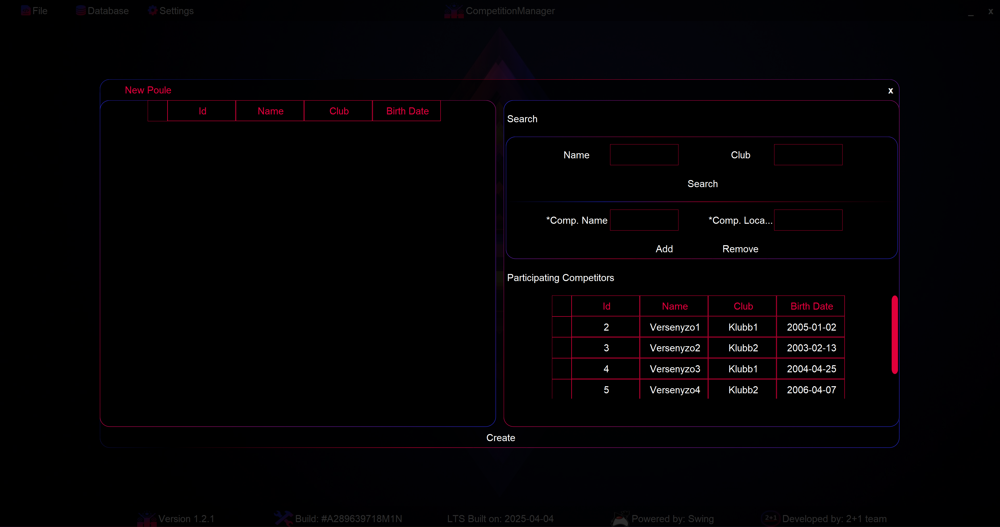 File Database Settings CompetitionManager _ x
New Poule x
Id Name Club Birth Date
Search
Name Club
Search
*Comp. Name *Comp. Loca...
Add Remove
Participating Competitors
Id Name Club Birth Date
2 Versenyzo1 Klubb1 2005-01-02
3 Versenyzo2 Klubb2 2003-02-13
4 Versenyzo3 Klubb1 2004-04-25
5 Versenyzo4 Klubb2 2006-04-07
Create
Version 1.2.1 Build: #A289639718M1N LTS Built on: 2025-04-04 Powered by: Swing 2+1 Developed by: 2+1 team